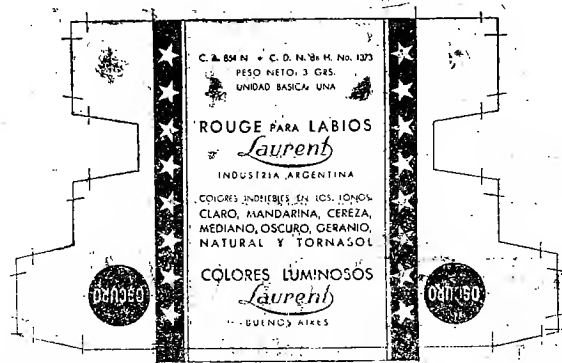 C. A. 854 N • C. D. N. 8a H. No. 1373
PESO NETO: 3 GRS.
UNIDAD BASICA: UNA
ROUGE PARA LABIOS
Laurent
INDUSTRIA ARGENTINA
COLORES INDELEBLES EN LOS TONOS
CLARO, MANDARINA, CEREZA,
MEDIANO, OSCURO, GERANIO,
NATURAL Y TORNASOL
COLORES LUMINOSOS
Laurent
BUENOS AIRES
OSCURO
OSCURO